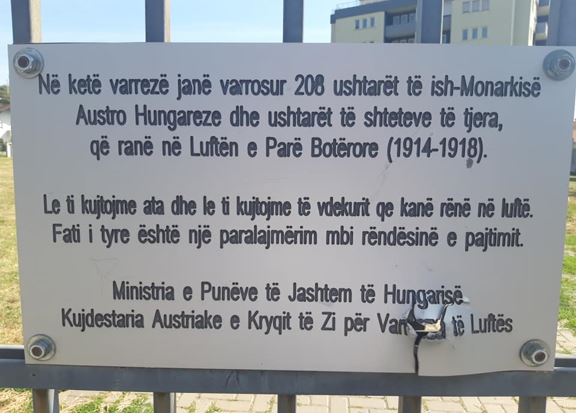 Në ketë varrezë janë varrosur 208 ushtarët të ish-Monarkisë
Austro Hungareze dhe ushtarët të shteteve të tjera,
që ranë në Luftën e Parë Botërore (1914-1918).
Le ti kujtojme ata dhe le ti kujtojme të vdekurit qe kanë rënë në luftë.
Fati i tyre është një paralajmërim mbi rëndësinë e pajtimit.
Ministria e Punëve të Jashtem të Hungarisë
Kujdestaria Austriake e Kryqit të Zi për të Luftës